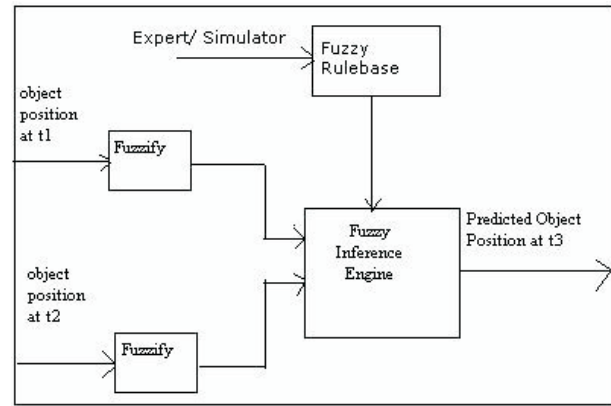 Expert/ Simulator
Fuzzy
Rulebase
object
position
at t1
Fuzzify
Fuzzy
Inference
Engine
Predicted Object
Position at t3
object
position
at t2
Fuzzify